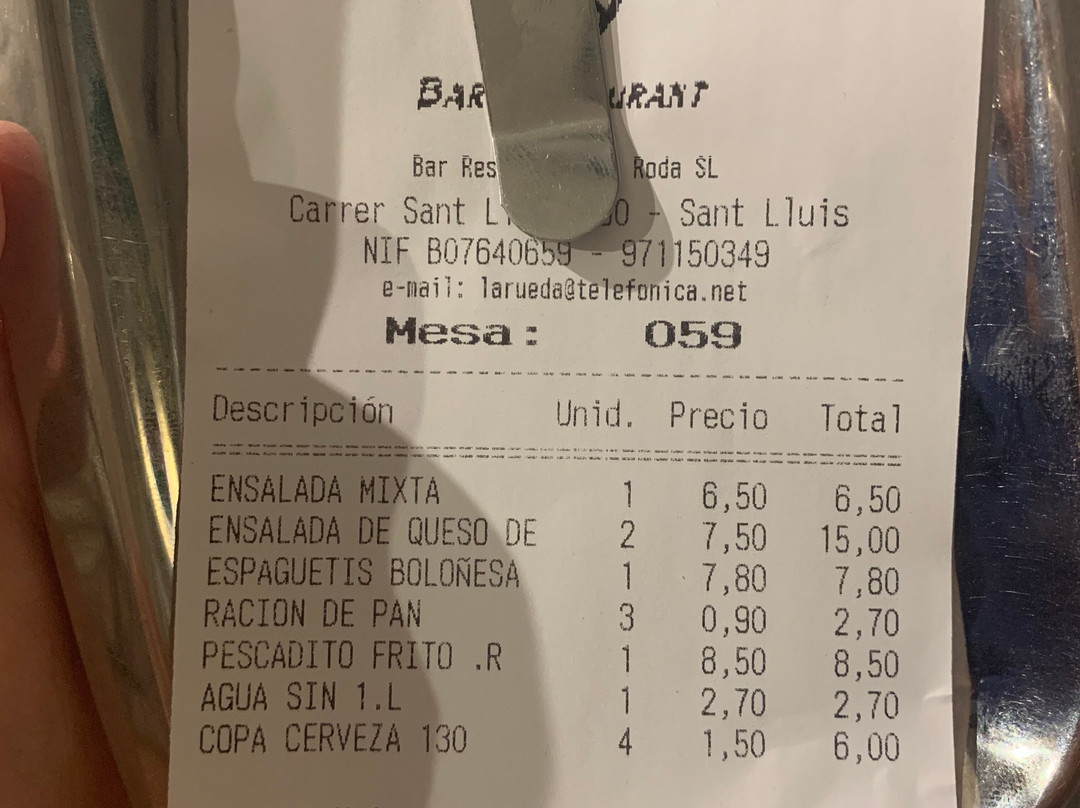 BAR
Bar Roda SL
Carrer Sant - Sant Lluis
NIF B07640659 - 971150349
e-mail: larueda@telefonica.net
Mesa: 059
Descripción Unid. Precio Total
ENSALADA MIXTA 1 6,50 6,50
ENSALADA DE QUESO DE 2 7,50 15,00
ESPAGUETIS BOLOÑESA 1 7,80 7,80
RACION DE PAN 3 0,90 2,70
PESCADITO FRITO .R 1 8,50 8,50
AGUA SIN 1.L 1 2,70 2,70
COPA CERVEZA 130 4 1,50 6,00